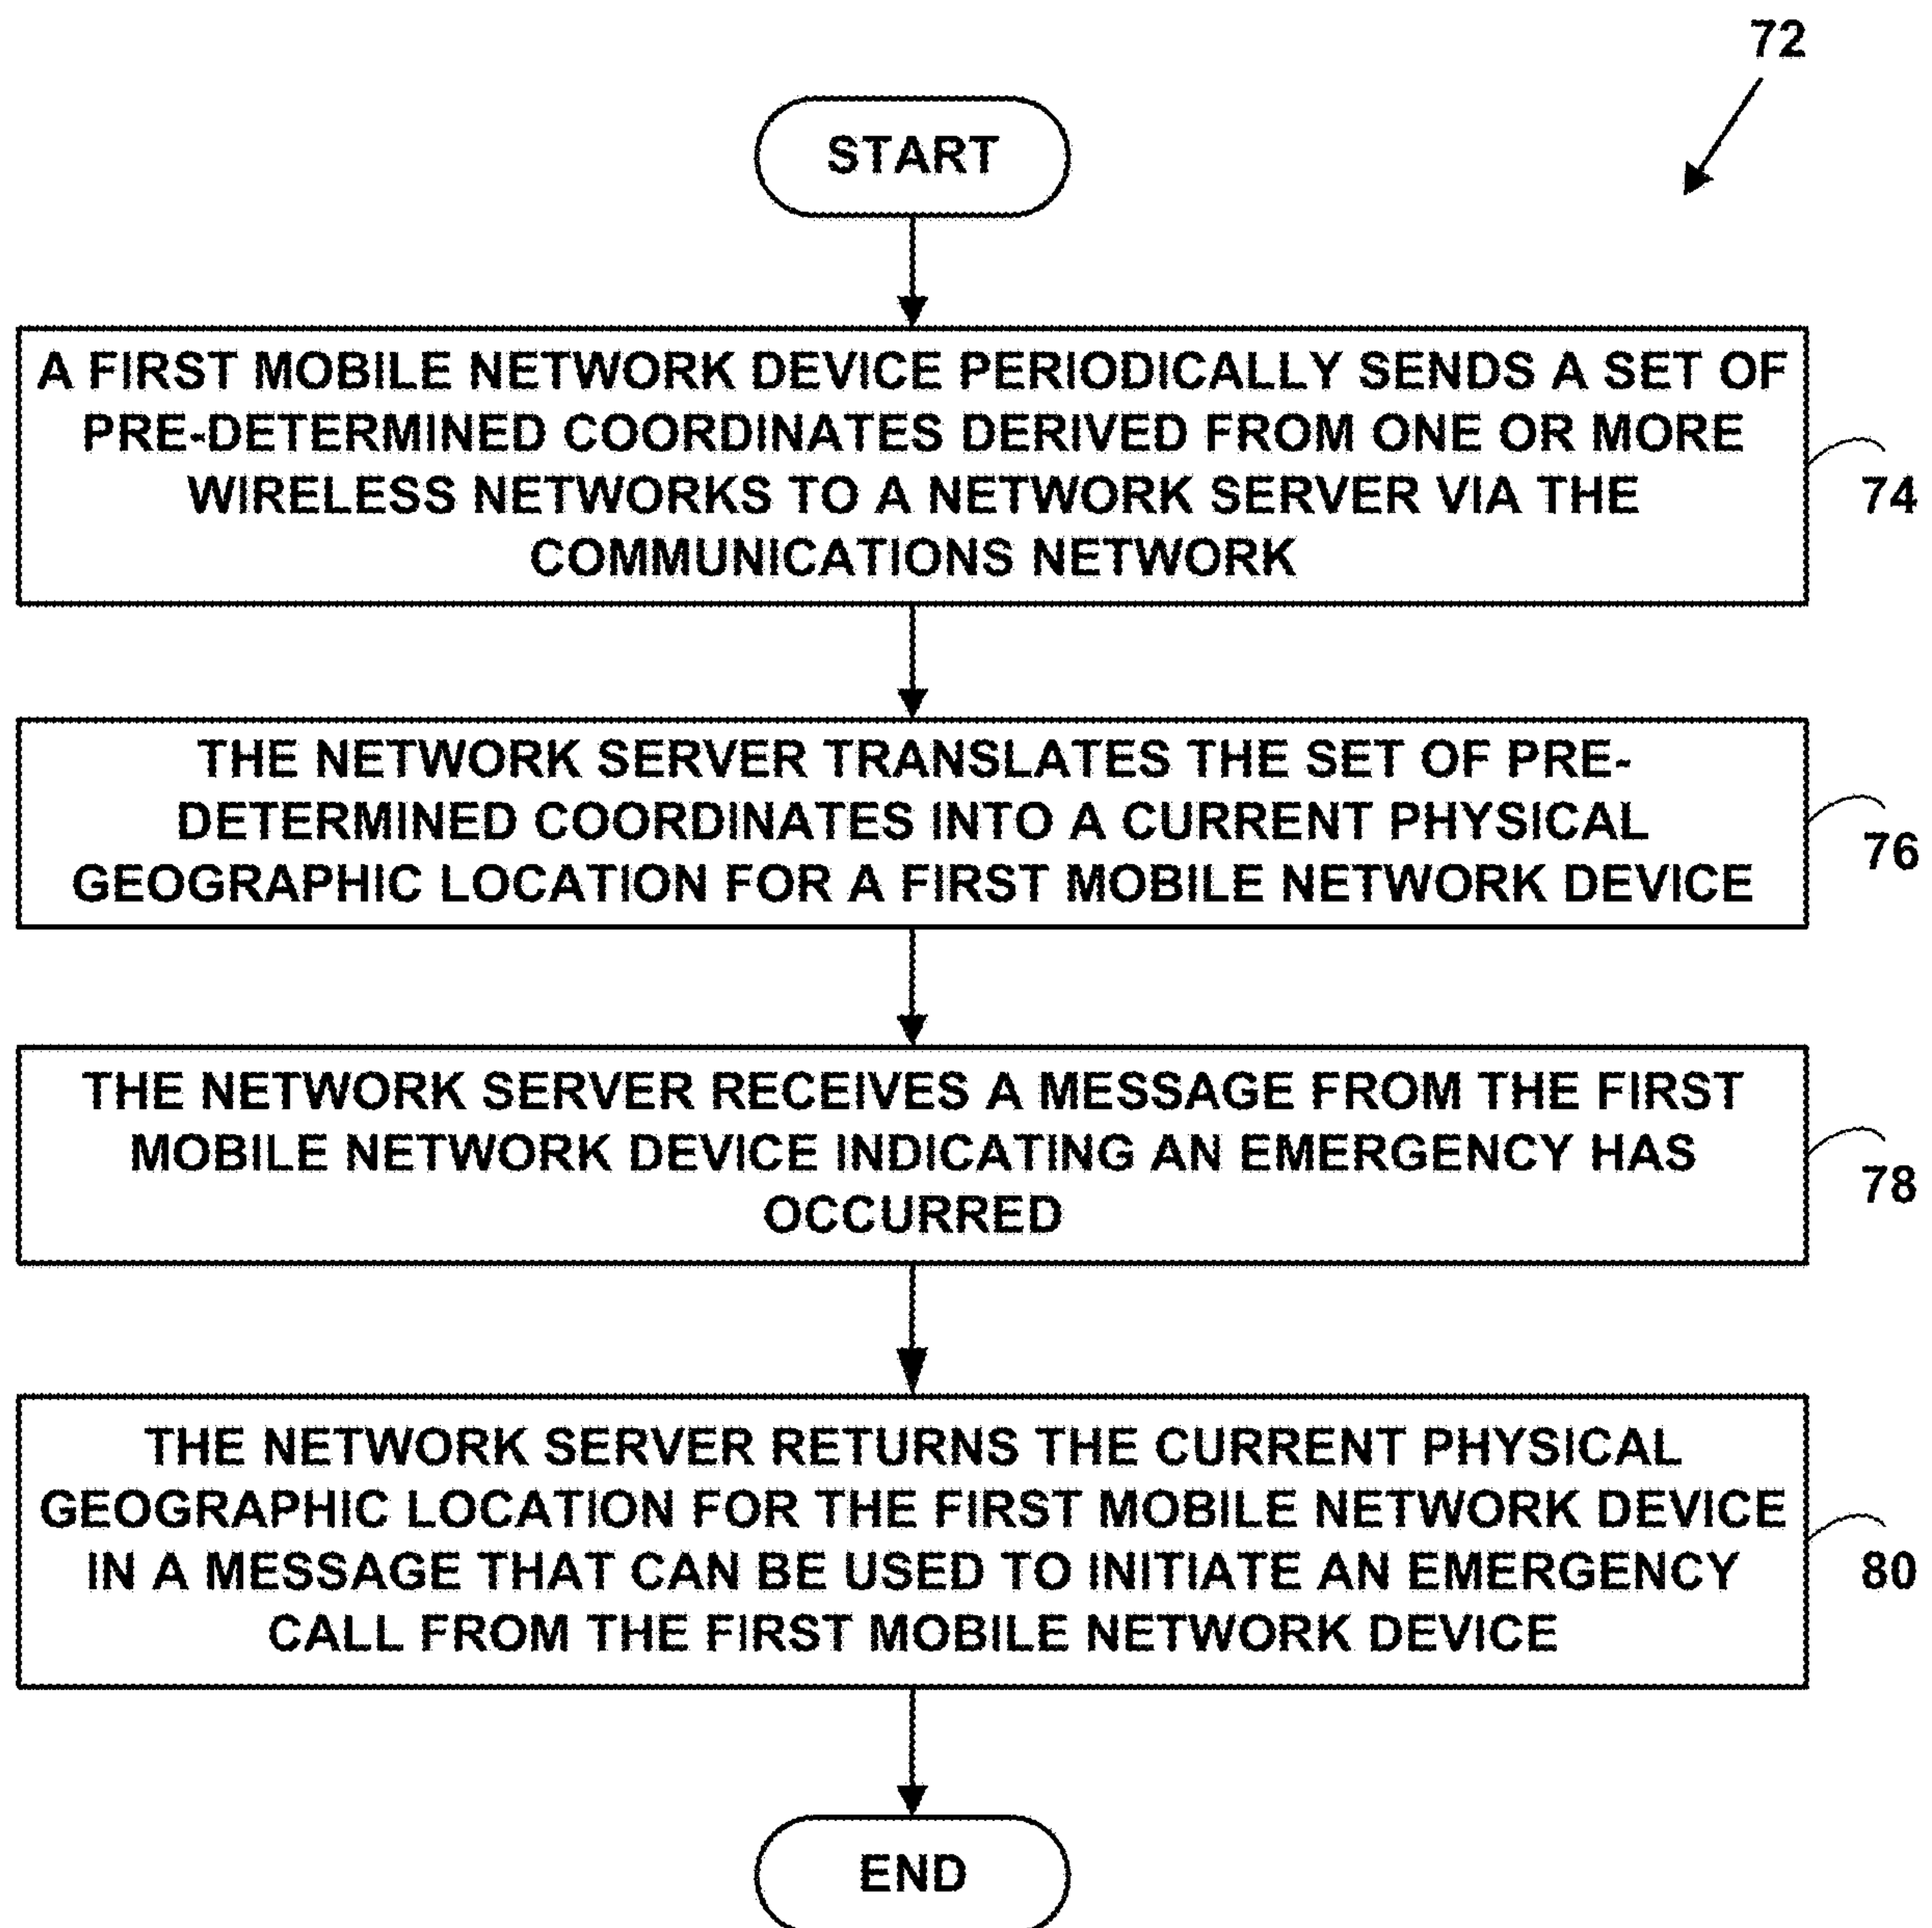 72
START
A FIRST MOBILE NETWORK DEVICE PERIODICALLY SENDS A SET OF
PRE-DETERMINED COORDINATES DERIVED FROM ONE OR MORE
WIRELESS NETWORKS TO A NETWORK SERVER VIA THE
COMMUNICATIONS NETWORK
74
THE NETWORK SERVER TRANSLATES THE SET OF PRE-
DETERMINED COORDINATES INTO A CURRENT PHYSICAL
GEOGRAPHIC LOCATION FOR A FIRST MOBILE NETWORK DEVICE
76
THE NETWORK SERVER RECEIVES A MESSAGE FROM THE FIRST
MOBILE NETWORK DEVICE INDICATING AN EMERGENCY HAS
OCCURRED
78
THE NETWORK SERVER RETURNS THE CURRENT PHYSICAL
GEOGRAPHIC LOCATION FOR THE FIRST MOBILE NETWORK DEVICE
IN A MESSAGE THAT CAN BE USED TO INITIATE AN EMERGENCY
CALL FROM THE FIRST MOBILE NETWORK DEVICE
80
END